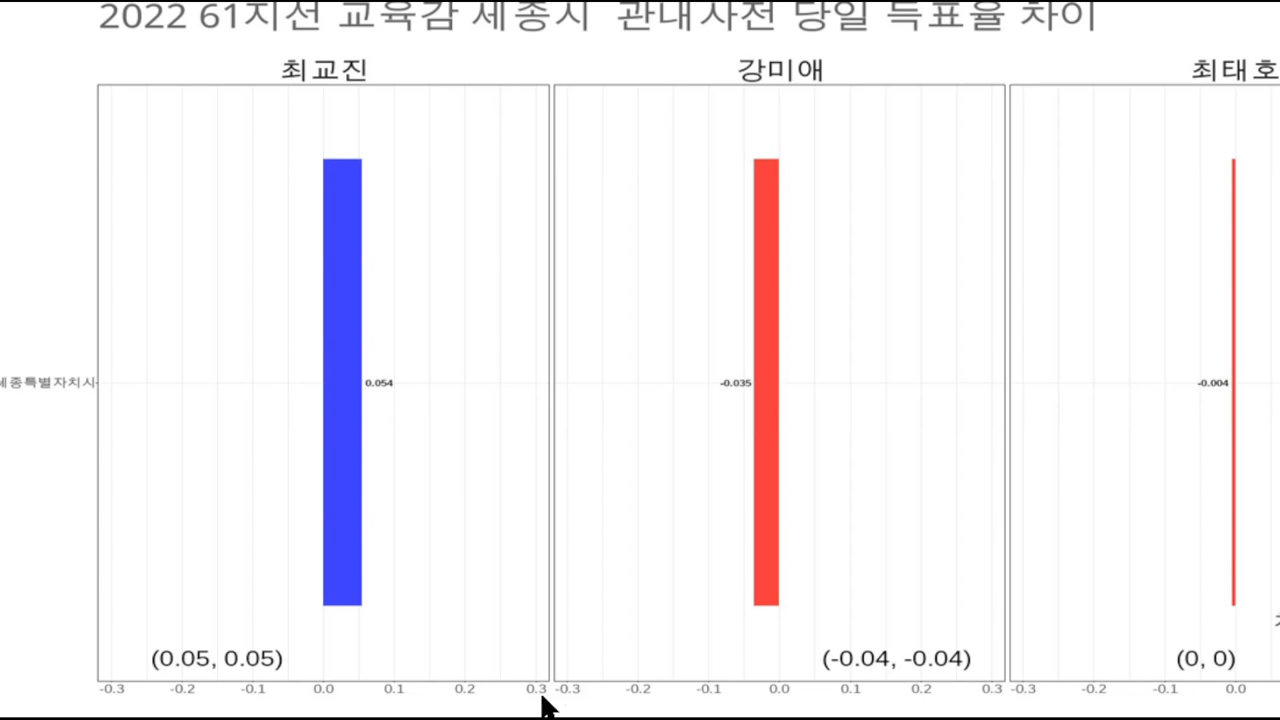 2022 61지선 교육감 세종시 관내사전 당일 득표율 차이
최교진 강미애 최태호
세종특별자치시
0.054 -0.035 -0.004
(0.05, 0.05) (-0.04, -0.04) (0, 0)
-0.3 -0.2 -0.1 0.0 0.1 0.2 0.3 -0.3 -0.2 -0.1 0.0 0.1 0.2 0.3 -0.3 -0.2 -0.1 0.0